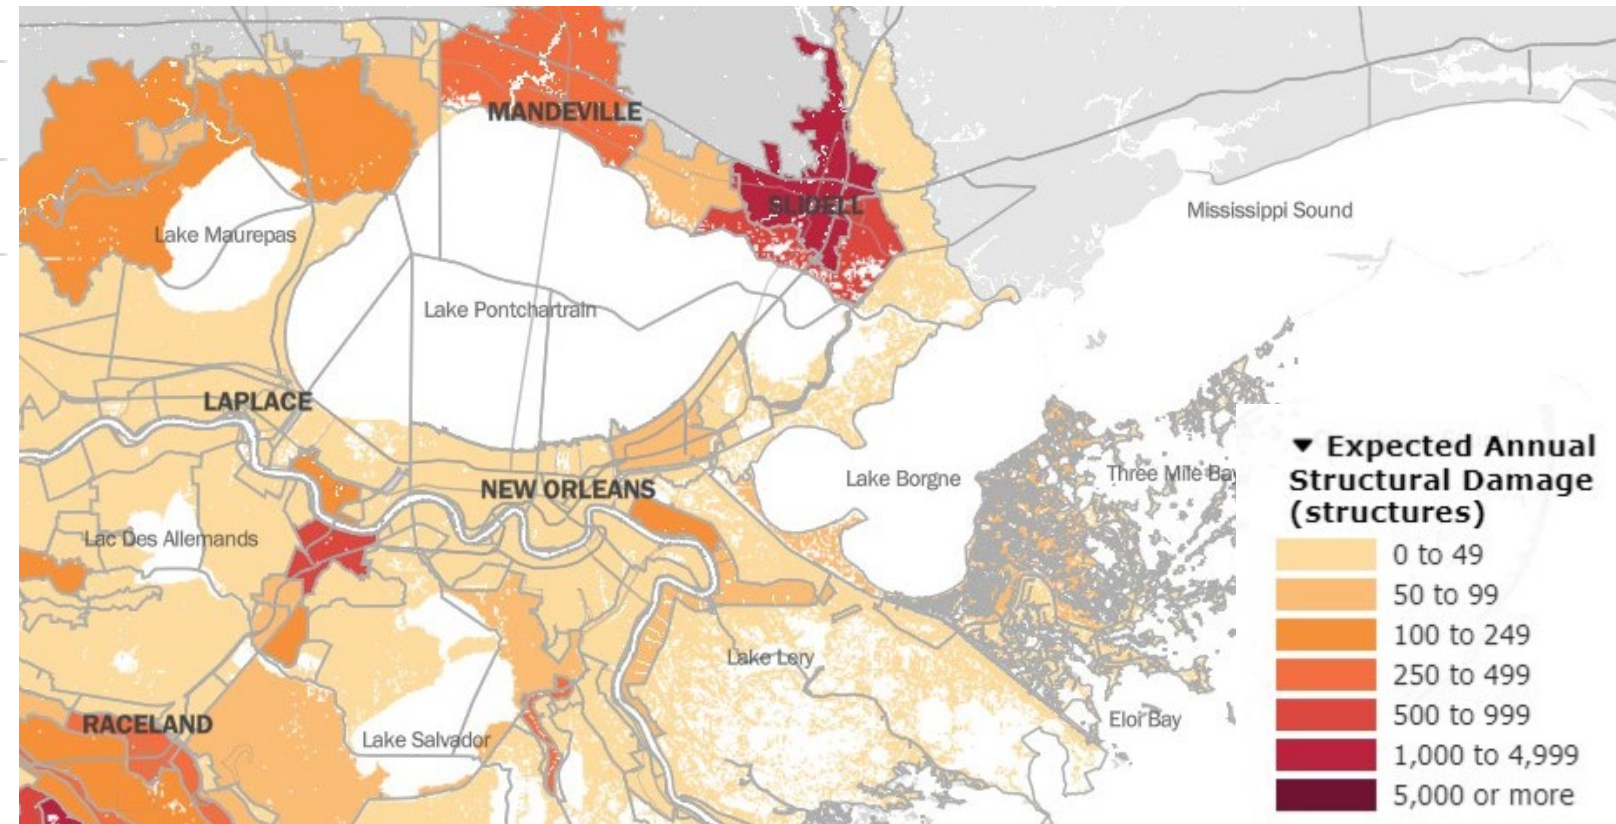 MANDEVILLE
SLIDELL
Mississippi Sound
Lake Maurepas
Lake Pontchartrain
LAPLACE
NEW ORLEANS
Lake Borgne
Three Mile Bay
Lac Des Allemands
Lake Lery
Eloi Bay
RACELAND
Lake Salvador
▼ Expected Annual
Structural Damage
(structures)
0 to 49
50 to 99
100 to 249
250 to 499
500 to 999
1,000 to 4,999
5,000 or more